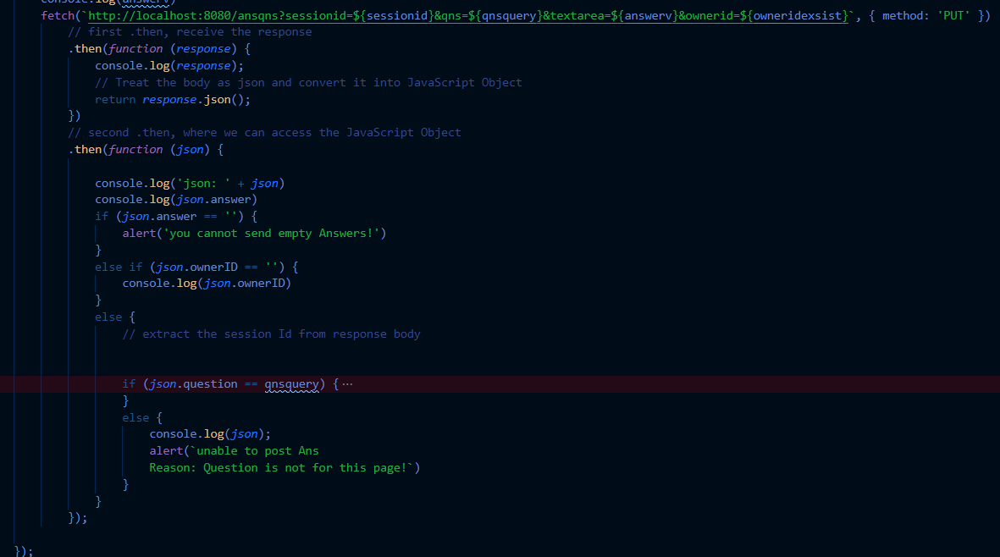 console.log(answerv)
fetch(`http://localhost:8080/ansqns?sessionid=${sessionid}&qns=${qnsquery}&textarea=${answerv}&ownerid=${owneridexsist}`, { method: 'PUT' })
// first .then, receive the response
.then(function (response) {
console.log(response);
// Treat the body as json and convert it into JavaScript Object
return response.json();
})
// second .then, where we can access the JavaScript Object
.then(function (json) {
console.log('json: ' + json)
console.log(json.answer)
if (json.answer == '') {
alert('you cannot send empty Answers!')
}
else if (json.ownerID == '') {
console.log(json.ownerID)
}
else {
// extract the session Id from response body
if (json.question == qnsquery) {⋯
}
else {
console.log(json);
alert(`unable to post Ans
Reason: Question is not for this page!`)
}
}
});
});